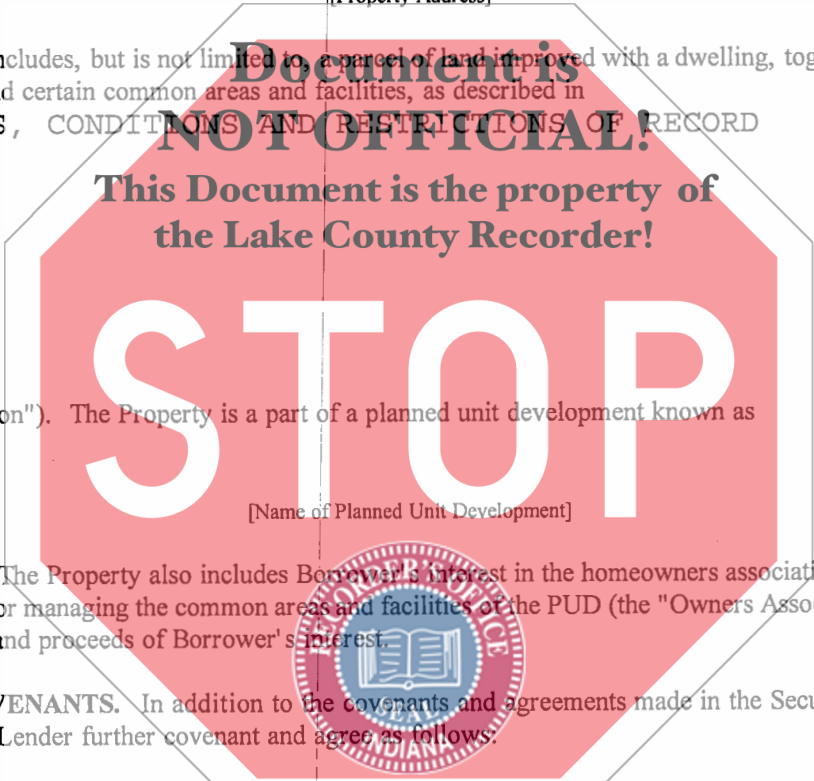 [Property Address]
ncludes, but is not limited to, a parcel of land improved with a dwelling, tog
d certain common areas and facilities, as described in
S, CONDITIONS AND RESTRICTIONS OF RECORD
Document is
NOT OFFICIAL!
This Document is the property of
the Lake County Recorder!
STOP
on"). The Property is a part of a planned unit development known as
[Name of Planned Unit Development]
The Property also includes Borrower's interest in the homeowners associati
or managing the common areas and facilities of the PUD (the "Owners Asso
and proceeds of Borrower's interest.
RECORDER'S OFFICE
SEAL
INDIANA
VENANTS. In addition to the covenants and agreements made in the Secu
Lender further covenant and agree as follows: